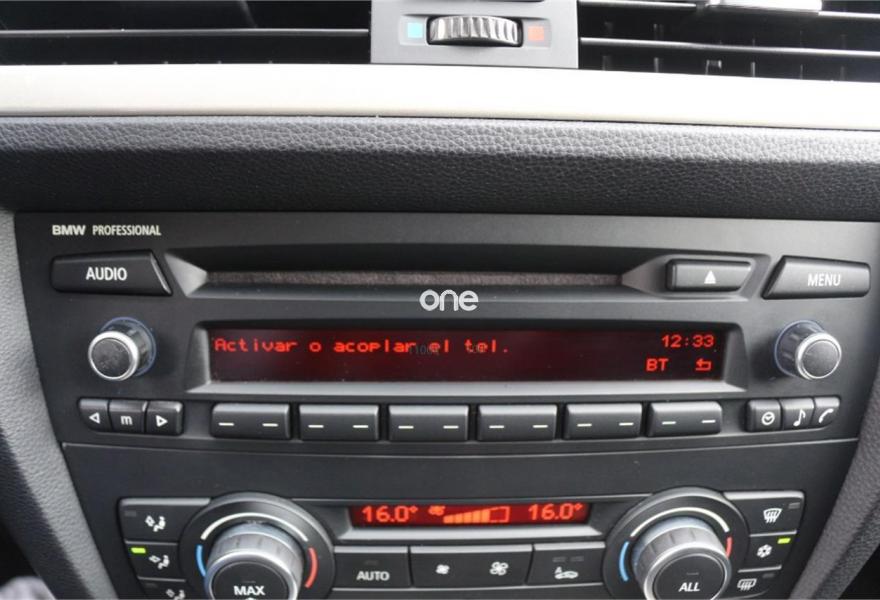 BMW PROFESSIONAL
AUDIO
MENU
one
Activar o acoplar el tel. 12:33
BT
m
16.0° 16.0°
MAX
AUTO
A
ALL